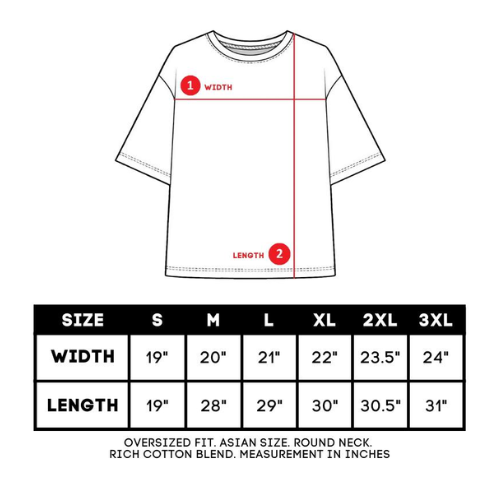 1 WIDTH
LENGTH 2
SIZE S M L XL 2XL 3XL
WIDTH 19" 20" 21" 22" 23.5" 24"
LENGTH 19" 28" 29" 30" 30.5" 31"
OVERSIZED FIT. ASIAN SIZE. ROUND NECK.
RICH COTTON BLEND. MEASUREMENT IN INCHES